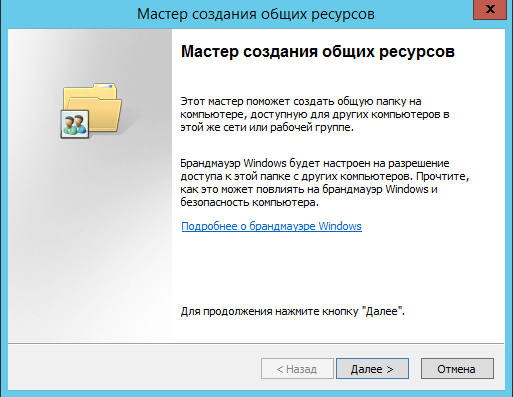 Мастер создания общих ресурсов
x
Мастер создания общих ресурсов
Этот мастер поможет создать общую папку на
компьютере, доступную для других компьютеров в
этой же сети или рабочей группе.
Брандмауэр Windows будет настроен на разрешение
доступа к этой папке с других компьютеров. Прочтите,
как это может повлиять на брандмауэр Windows и
безопасность компьютера.
Подробнее о брандмауэре Windows
Для продолжения нажмите кнопку "Далее".
< Назад
Далее >
Отмена